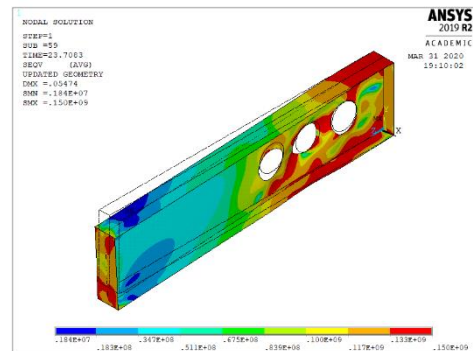 1
NODAL SOLUTION
STEP=1
SUB =59
TIME=23.7083
SEQV (AVG)
UPDATED GEOMETRY
DMX =.05474
SMN =.184E+07
SMX =.150E+09
ANSYS
2019 R2
ACADEMIC
MAR 31 2020
19:10:02
X
.184E+07 .347E+08 .675E+08 .100E+09 .133E+09
.183E+08 .511E+08 .839E+08 .117E+09 .150E+09